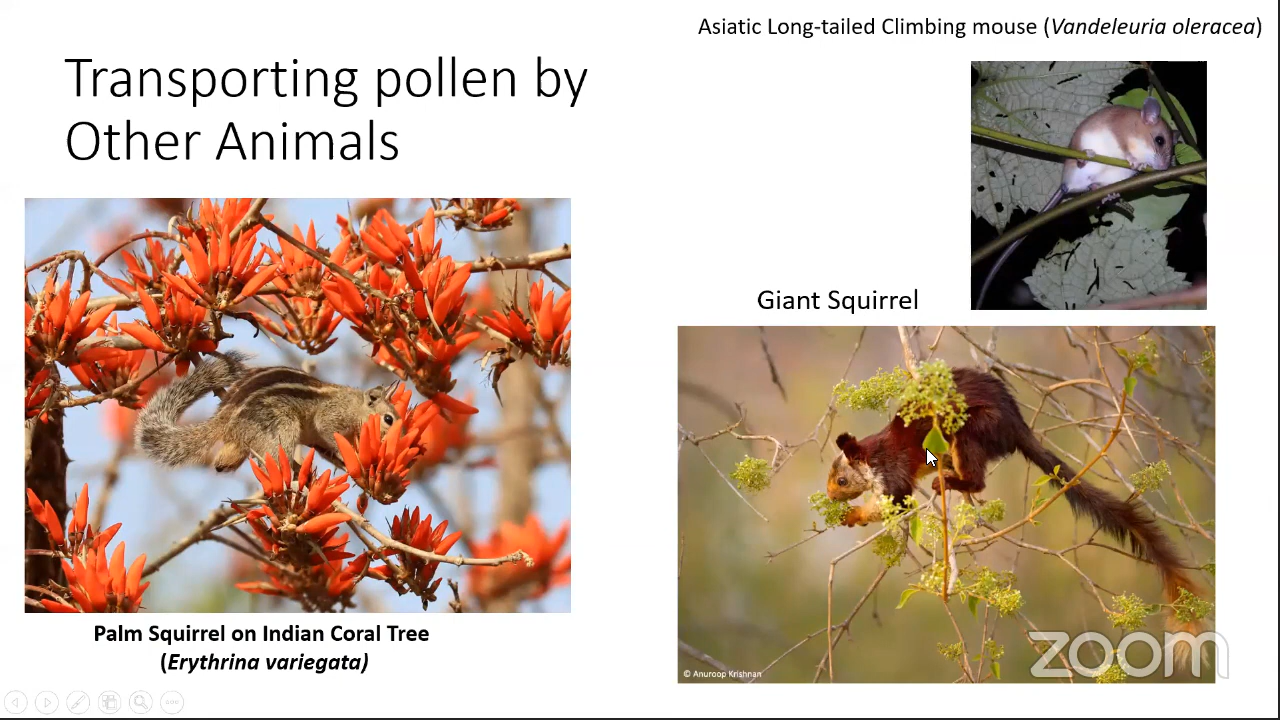 Asiatic Long-tailed Climbing mouse (Vandeleuria oleracea)
Transporting pollen by
Other Animals
Giant Squirrel
Palm Squirrel on Indian Coral Tree
(Erythrina variegata)
© Anuroop Krishnan
zoom